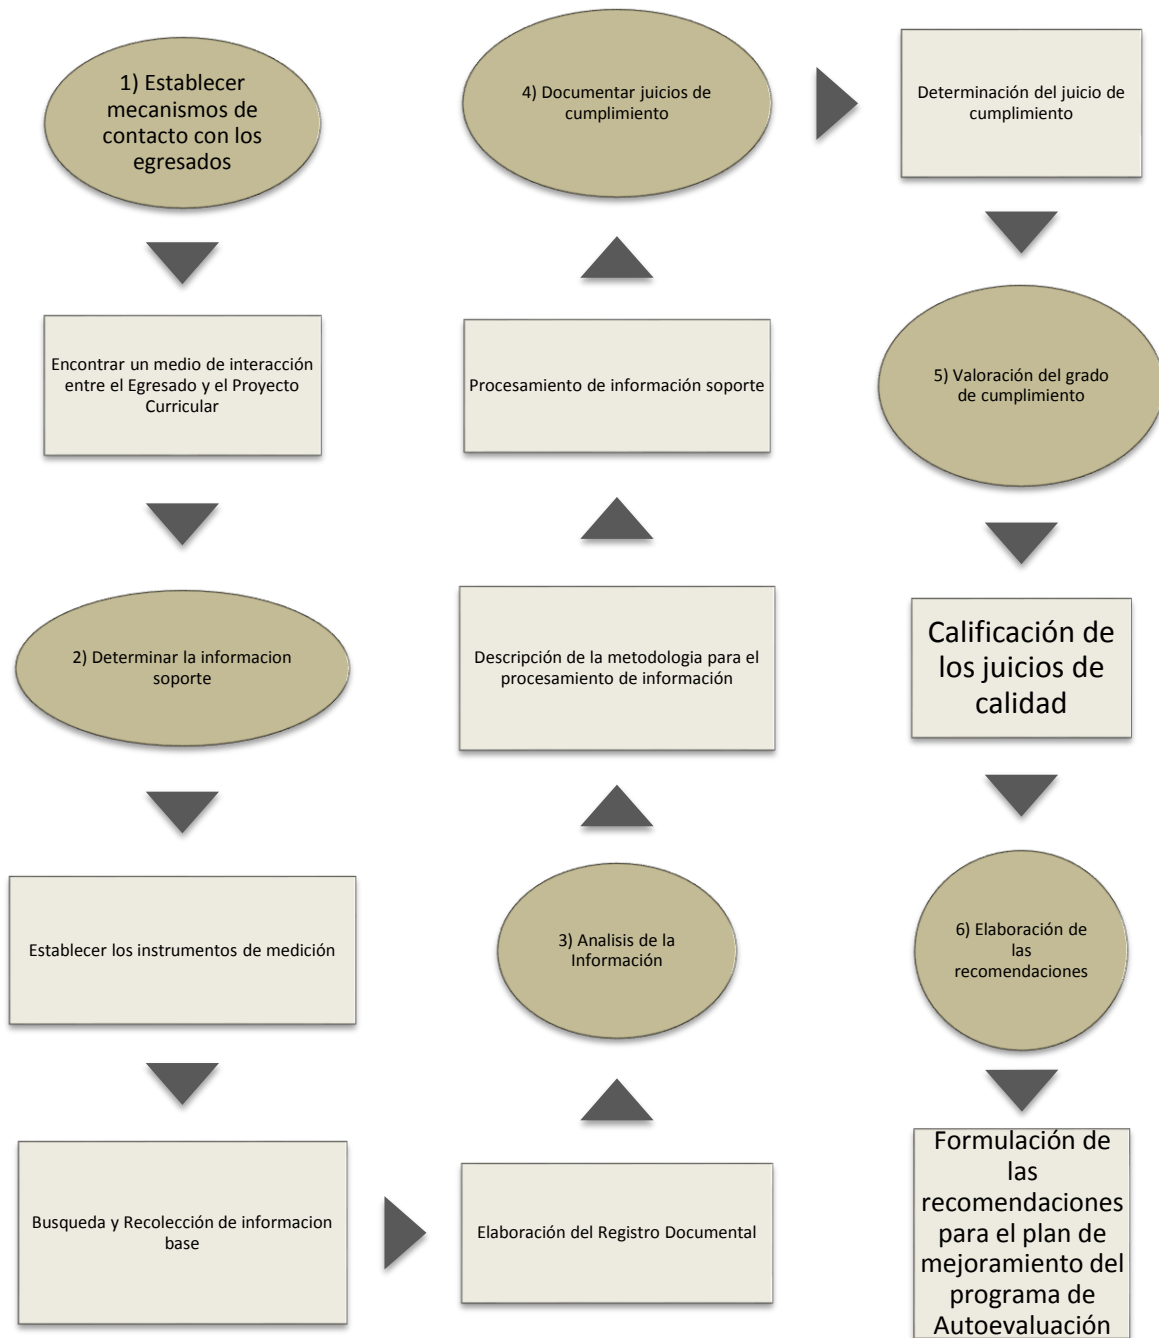 1) Establecer
mecanismos de
contacto con los
egresados
Encontrar un medio de interacción
entre el Egresado y el Proyecto
Curricular
2) Determinar la informacion
soporte
Establecer los instrumentos de medición
Busqueda y Recolección de informacion
base
Elaboración del Registro Documental
3) Analisis de la
Información
Descripción de la metodologia para el
procesamiento de información
Procesamiento de información soporte
4) Documentar juicios de
cumplimiento
Determinación del juicio de
cumplimiento
5) Valoración del grado
de cumplimiento
Calificación de
los juicios de
calidad
6) Elaboración de
las
recomendaciones
Formulación de
las
recomendaciones
para el plan de
mejoramiento del
programa de
Autoevaluación